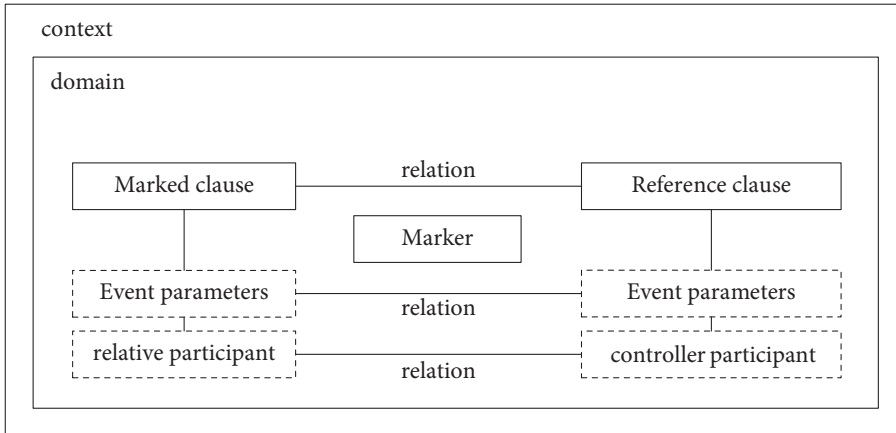 context
domain
relation
Marked clause
Reference clause
Marker
Event parameters
Event parameters
relation
relative participant
controller participant
relation